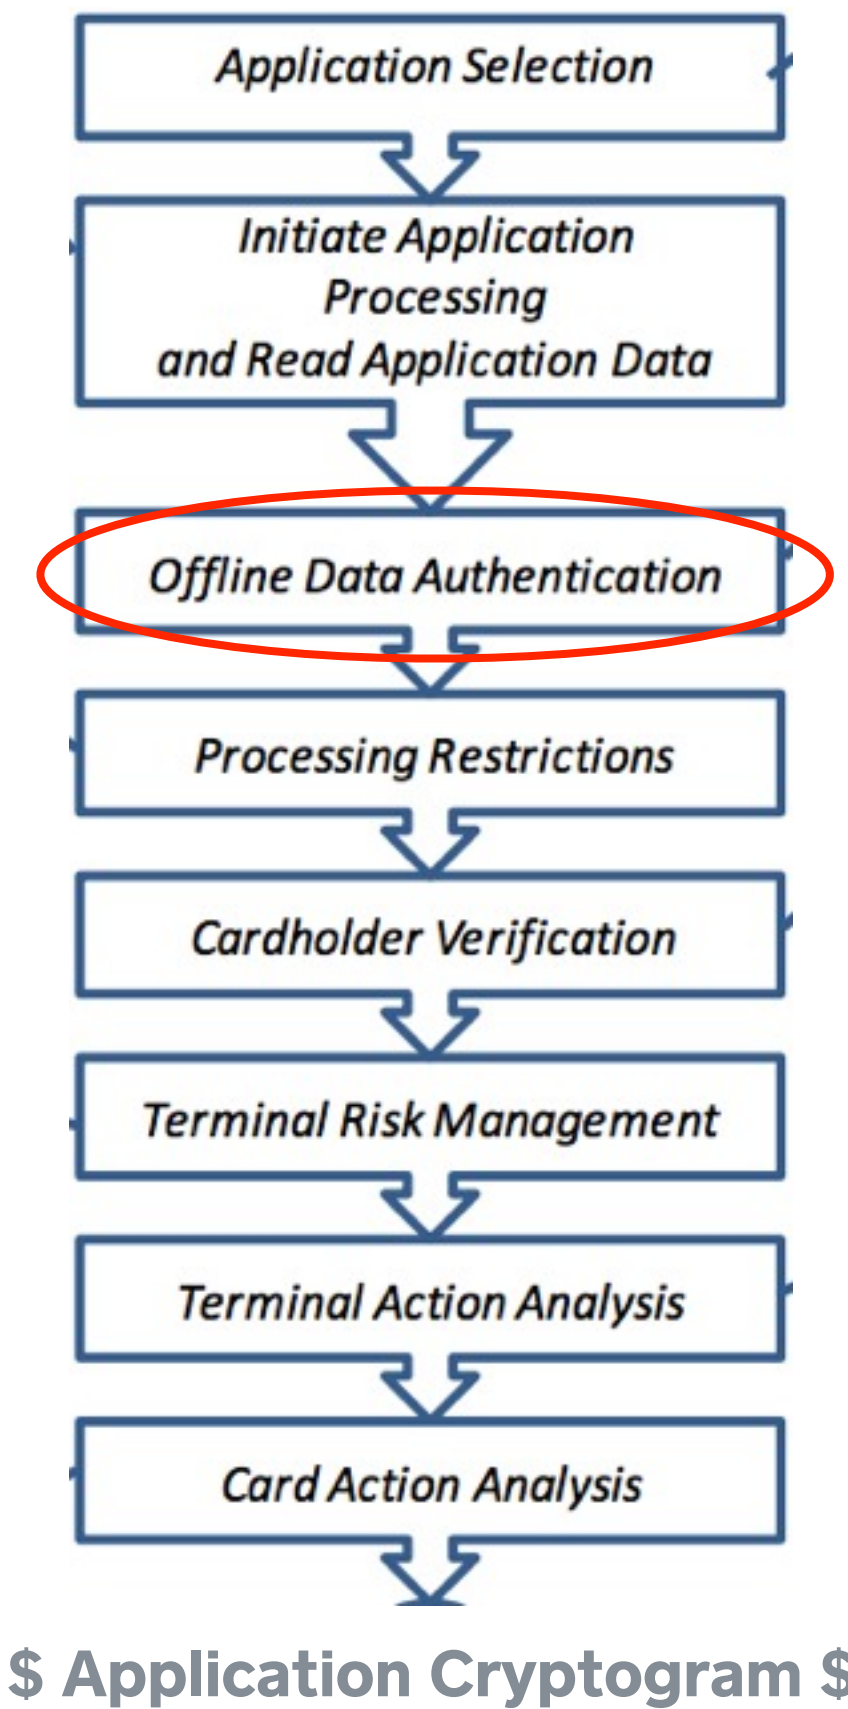 Application Selection
Initiate Application
Processing
and Read Application Data
Offline Data Authentication
Processing Restrictions
Cardholder Verification
Terminal Risk Management
Terminal Action Analysis
Card Action Analysis
$ Application Cryptogram $